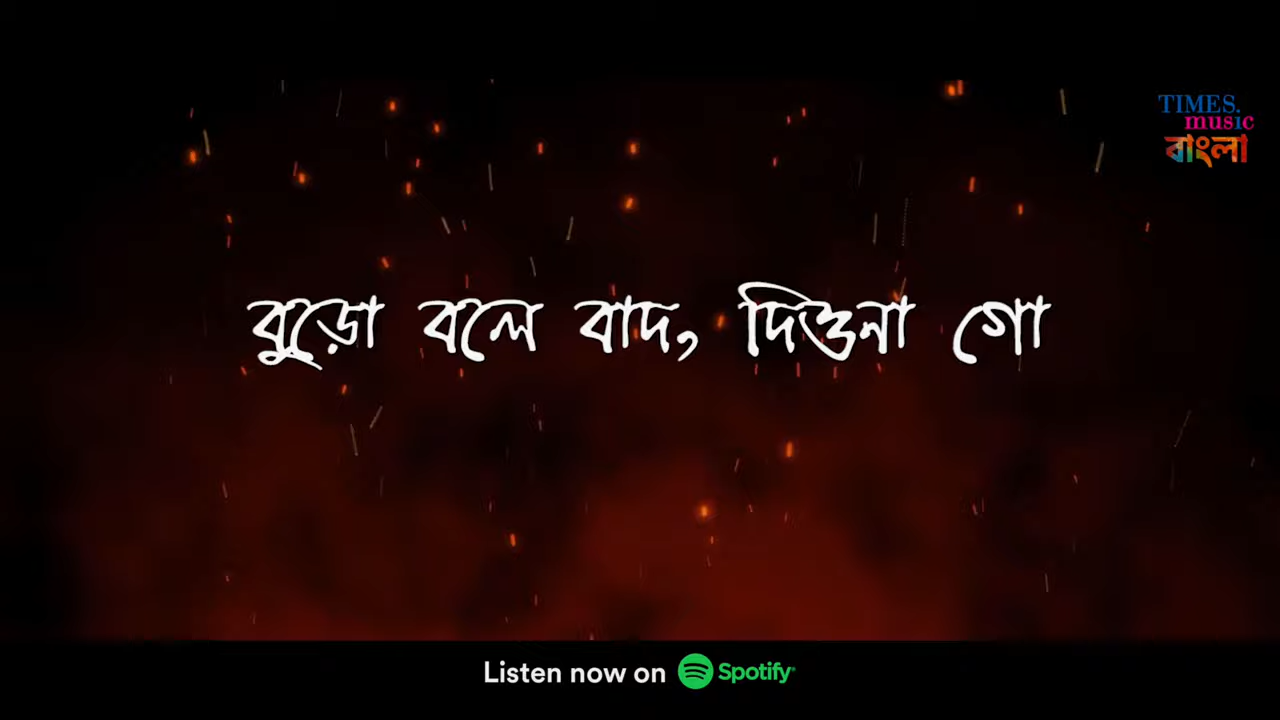 TIMES.
music
বাংলা
বুড়ো বলে বাদ, দিওনা গো
Listen now on Spotify